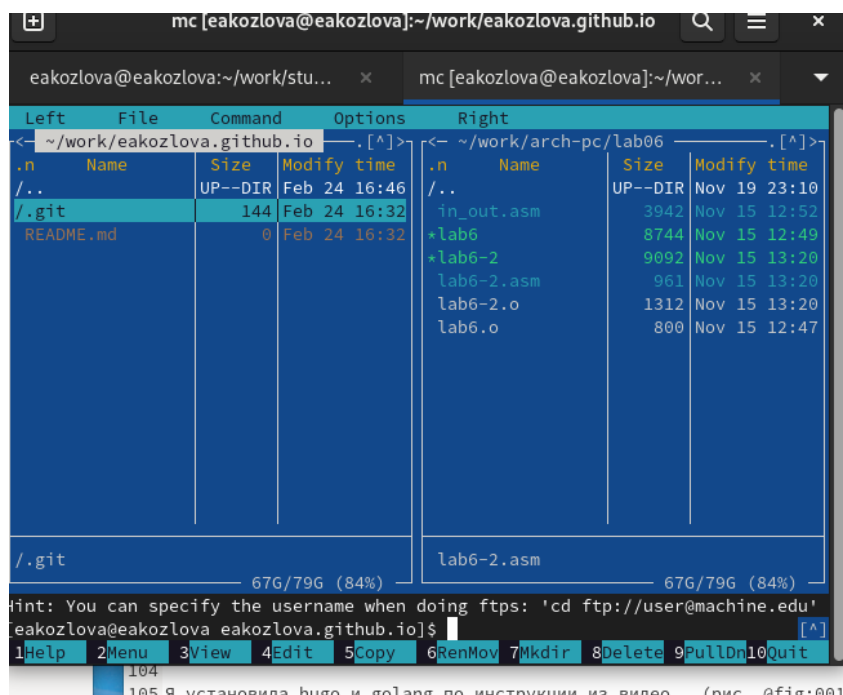 mc [eakozlova@eakozlova]:~/work/eakozlova.github.io
eakozlova@eakozlova:~/work/stu... × mc [eakozlova@eakozlova]:~/wor... ×
Left File Command Options Right
<─ ~/work/eakozlova.github.io ──.[^]>
.n Name Size Modify time
/.. UP--DIR Feb 24 16:46
/.git 144 Feb 24 16:32
README.md 0 Feb 24 16:32
/.git
67G/79G (84%)
<─ ~/work/arch-pc/lab06 ──.[^]>
.n Name Size Modify time
/.. UP--DIR Nov 19 23:10
in_out.asm 3942 Nov 15 12:52
*lab6 8744 Nov 15 12:49
*lab6-2 9092 Nov 15 13:20
lab6-2.asm 961 Nov 15 13:20
lab6-2.o 1312 Nov 15 13:20
lab6.o 800 Nov 15 12:47
lab6-2.asm
67G/79G (84%)
Hint: You can specify the username when doing ftps: 'cd ftp://user@machine.edu'
[eakozlova@eakozlova eakozlova.github.io]$ [^]
1Help 2Menu 3View 4Edit 5Copy 6RenMov 7Mkdir 8Delete 9PullDn 10Quit
104
105 Я установила hugo и golang по инструкции из видео (рис. @fig:001